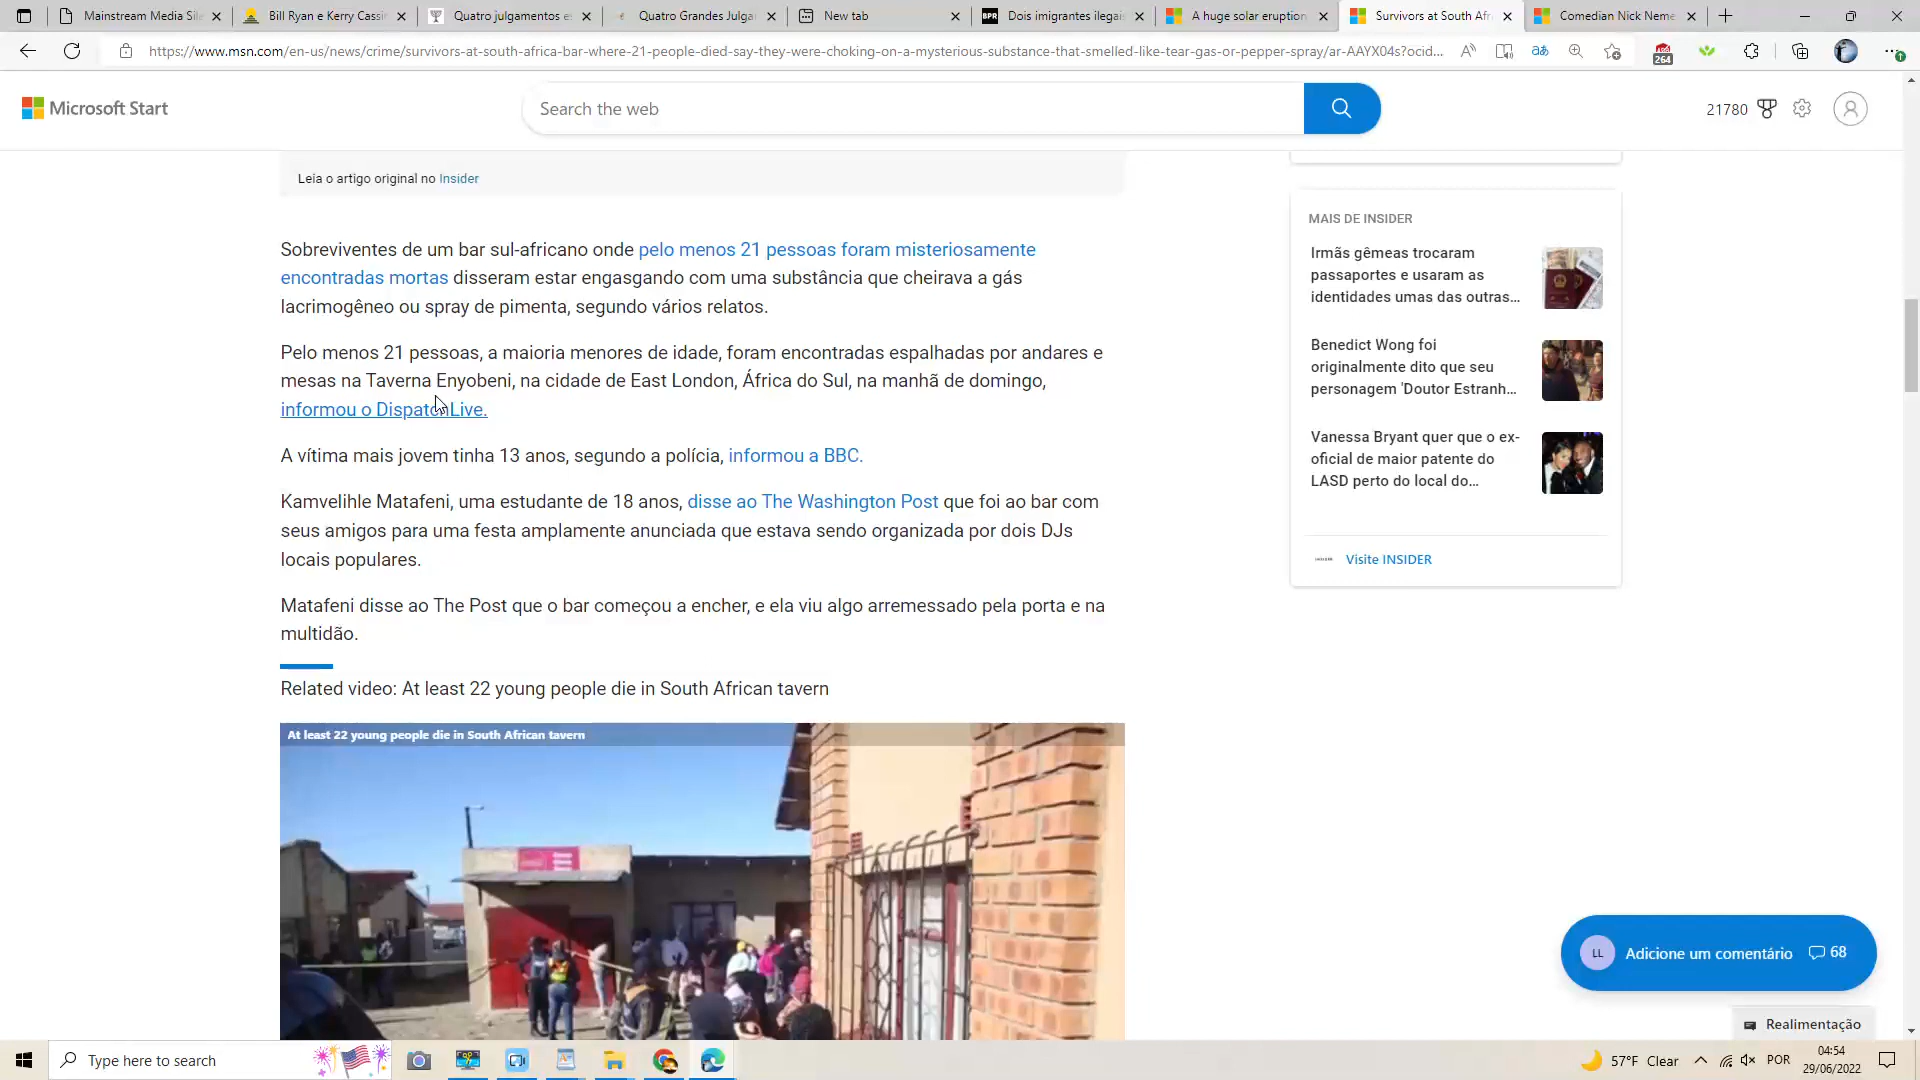 Mainstream Media Sile
Bill Ryan e Kerry Cassi
Quatro julgamentos e
Quatro Grandes Julga
New tab
BPR
Dois imigrantes ilegai
A huge solar eruption
Survivors at South Afr
Comedian Nick Neme
https://www.msn.com/en-us/news/crime/survivors-at-south-africa-bar-where-21-people-died-say-they-were-choking-on-a-mysterious-substance-that-smelled-like-tear-gas-or-pepper-spray/ar-AAYX04s?ocid...
264
Microsoft Start
Search the web
21780
Leia o artigo original no Insider
Sobreviventes de um bar sul-africano onde pelo menos 21 pessoas foram misteriosamente
encontradas mortas disseram estar engasgando com uma substância que cheirava a gás
lacrimogêneo ou spray de pimenta, segundo vários relatos.
Pelo menos 21 pessoas, a maioria menores de idade, foram encontradas espalhadas por andares e
mesas na Taverna Enyobeni, na cidade de East London, África do Sul, na manhã de domingo,
informou o DispatchLive.
A vítima mais jovem tinha 13 anos, segundo a polícia, informou a BBC.
Kamvelihle Matafeni, uma estudante de 18 anos, disse ao The Washington Post que foi ao bar com
seus amigos para uma festa amplamente anunciada que estava sendo organizada por dois DJs
locais populares.
Matafeni disse ao The Post que o bar começou a encher, e ela viu algo arremessado pela porta e na
multidão.
Related video: At least 22 young people die in South African tavern
At least 22 young people die in South African tavern
MAIS DE INSIDER
Irmãs gêmeas trocaram
passaportes e usaram as
identidades umas das outras...
Benedict Wong foi
originalmente dito que seu
personagem 'Doutor Estranh...
Vanessa Bryant quer que o ex-
oficial de maior patente do
LASD perto do local do...
Visite INSIDER
LL
Adicione um comentário
68
Realimentação
Type here to search
57°F Clear
POR
04:54
29/06/2022